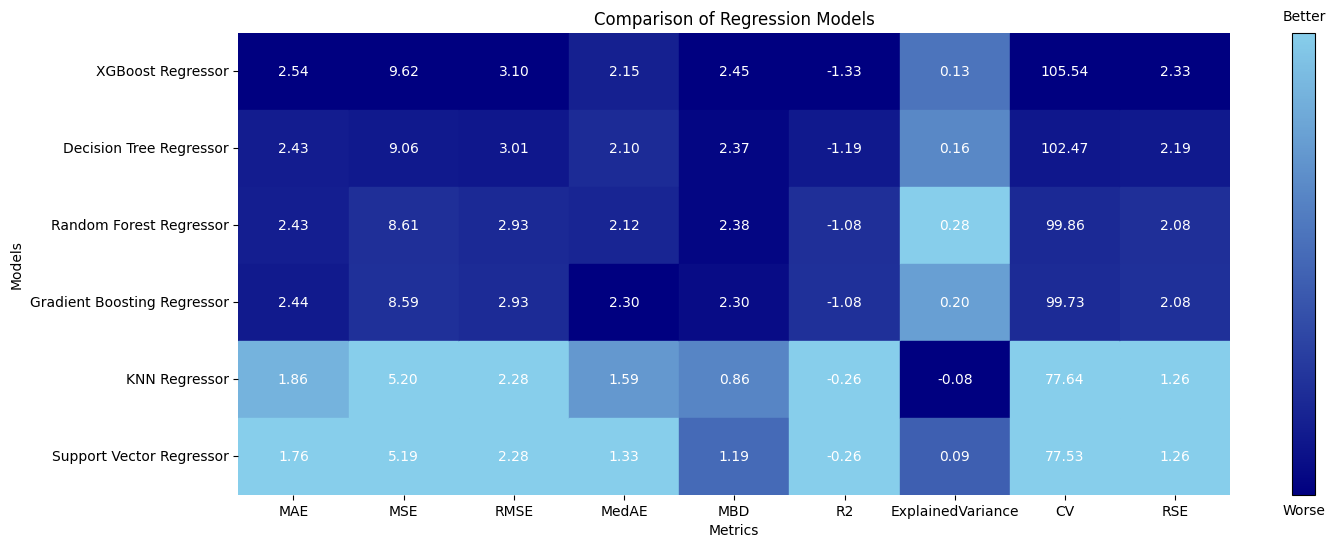 Comparison of Regression Models
Better
XGBoost Regressor 2.54 9.62 3.10 2.15 2.45 -1.33 0.13 105.54 2.33
Decision Tree Regressor 2.43 9.06 3.01 2.10 2.37 -1.19 0.16 102.47 2.19
Random Forest Regressor 2.43 8.61 2.93 2.12 2.38 -1.08 0.28 99.86 2.08
Models
Gradient Boosting Regressor 2.44 8.59 2.93 2.30 2.30 -1.08 0.20 99.73 2.08
KNN Regressor 1.86 5.20 2.28 1.59 0.86 -0.26 -0.08 77.64 1.26
Support Vector Regressor 1.76 5.19 2.28 1.33 1.19 -0.26 0.09 77.53 1.26
MAE MSE RMSE MedAE MBD R2 ExplainedVariance CV RSE
Worse
Metrics